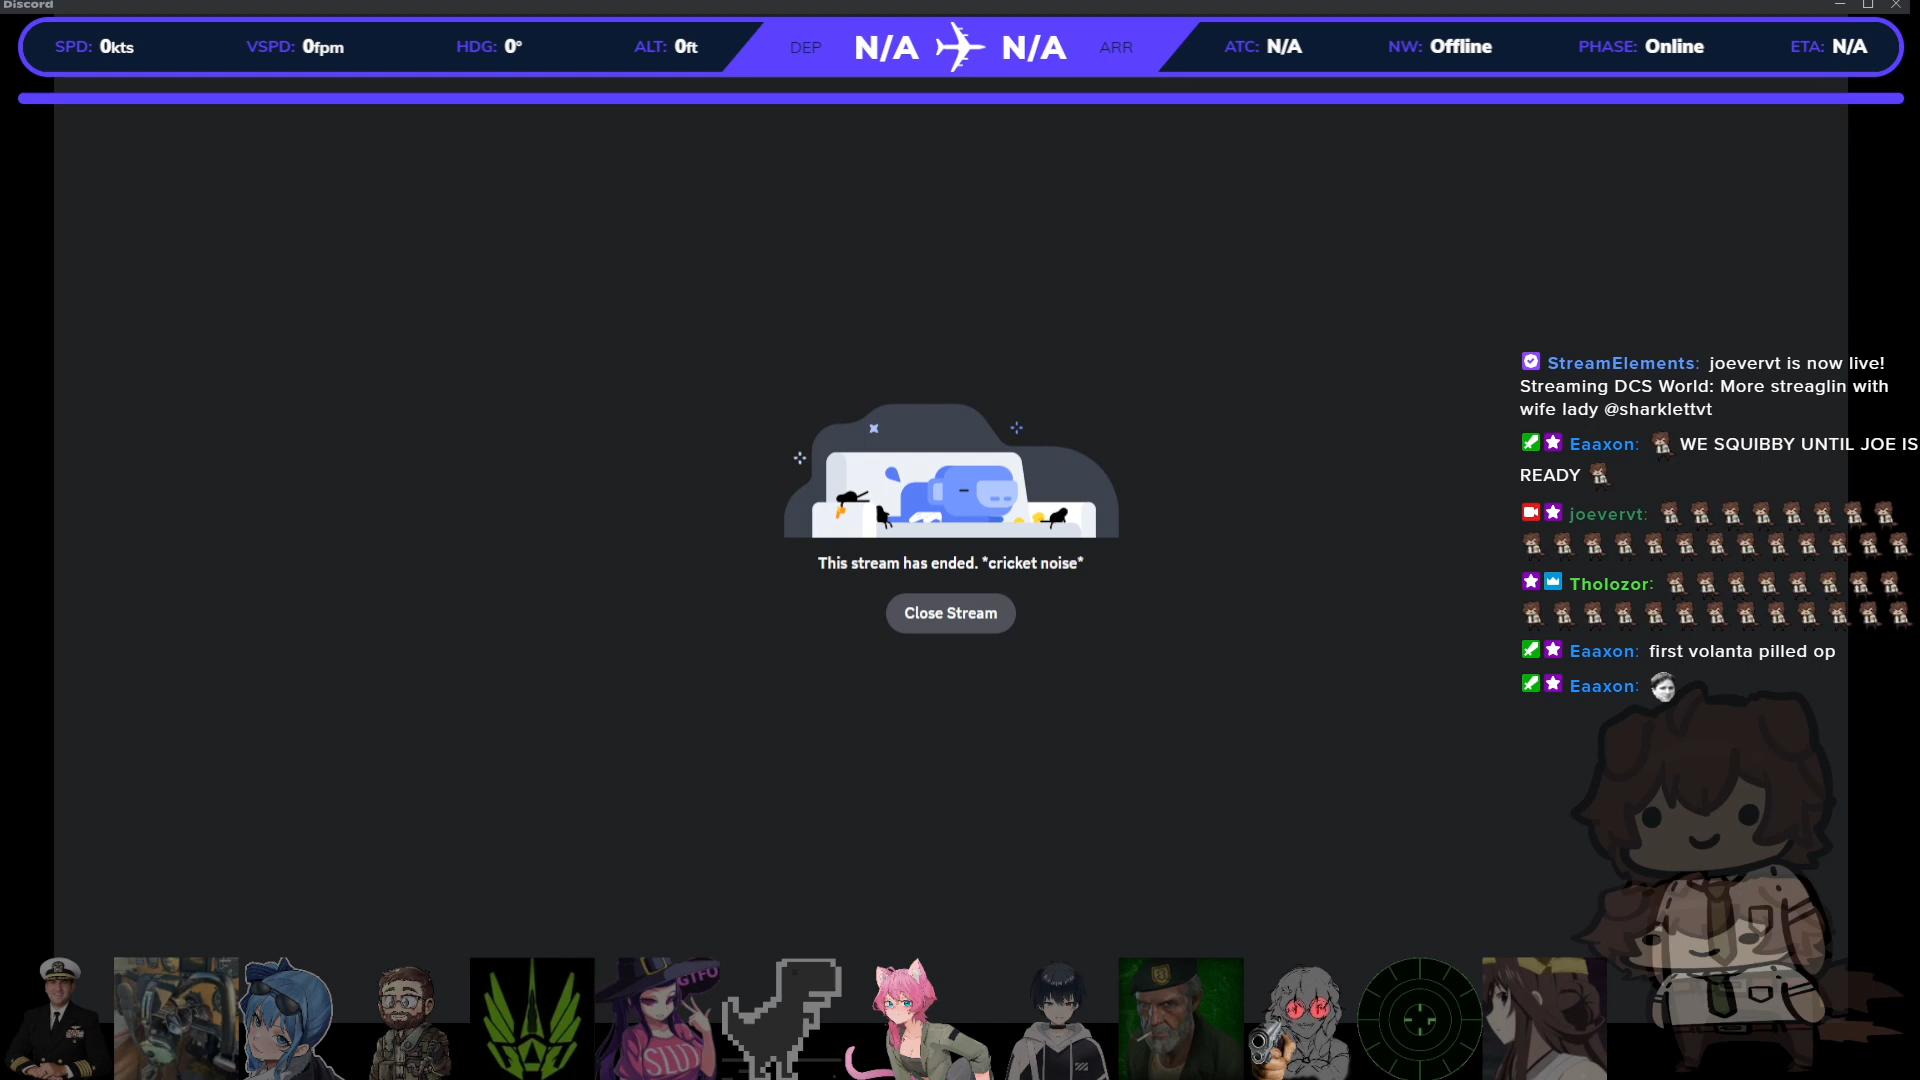 Discord
SPD: 0kts VSPD: 0fpm HDG: 0° ALT: 0ft DEP N/A N/A ARR ATC: N/A NW: Offline PHASE: Online ETA: N/A
StreamElements: joevervt is now live!
Streaming DCS World: More streaglin with
wife lady @sharklettvt
Eaaxon: WE SQUIBBY UNTIL JOE IS
READY
joevervt:
Tholozor:
Eaaxon: first volanta pilled op
Eaaxon:
This stream has ended. *cricket noise*
Close Stream
GTFO
SLUT